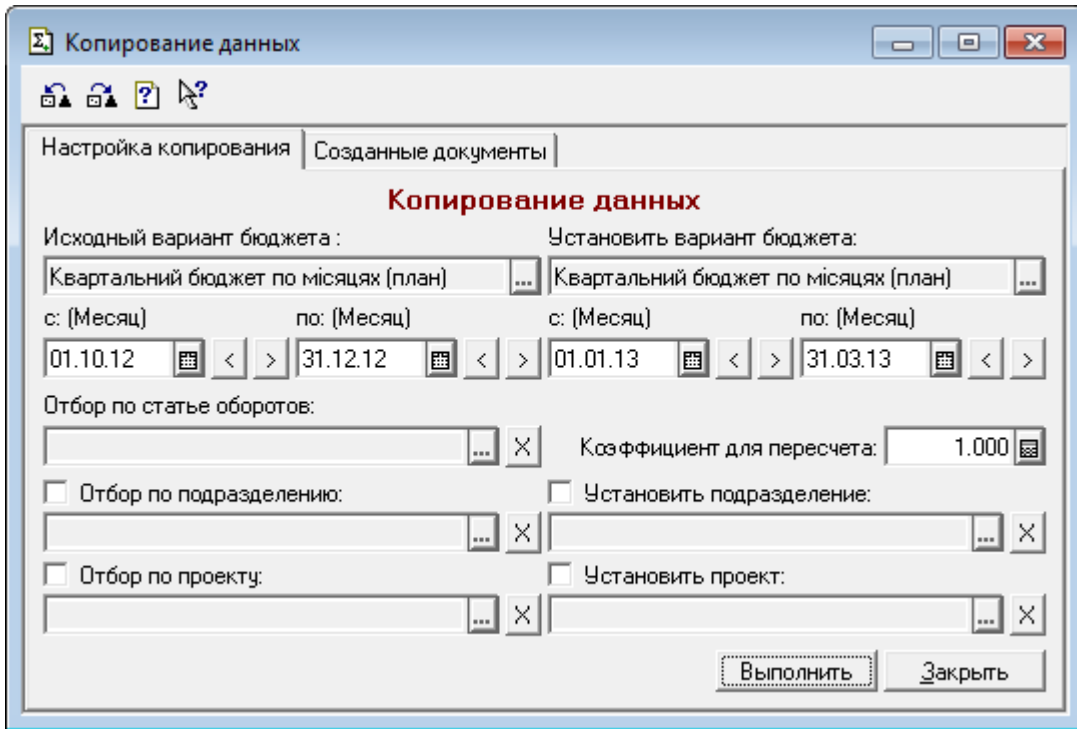 Копирование данных
Настройка копирования Созданные документы
Копирование данных
Исходный вариант бюджета : Установить вариант бюджета:
Квартальний бюджет по місяцях (план) ... Квартальний бюджет по місяцях (план) ...
с: (Месяц) по: (Месяц) с: (Месяц) по: (Месяц)
01.10.12 < > 31.12.12 < > 01.01.13 < > 31.03.13 < >
Отбор по статье оборотов:
... X Коэффициент для пересчета: 1.000
Отбор по подразделению: Установить подразделение:
... X ... X
Отбор по проекту: Установить проект:
... X ... X
Выполнить Закрыть